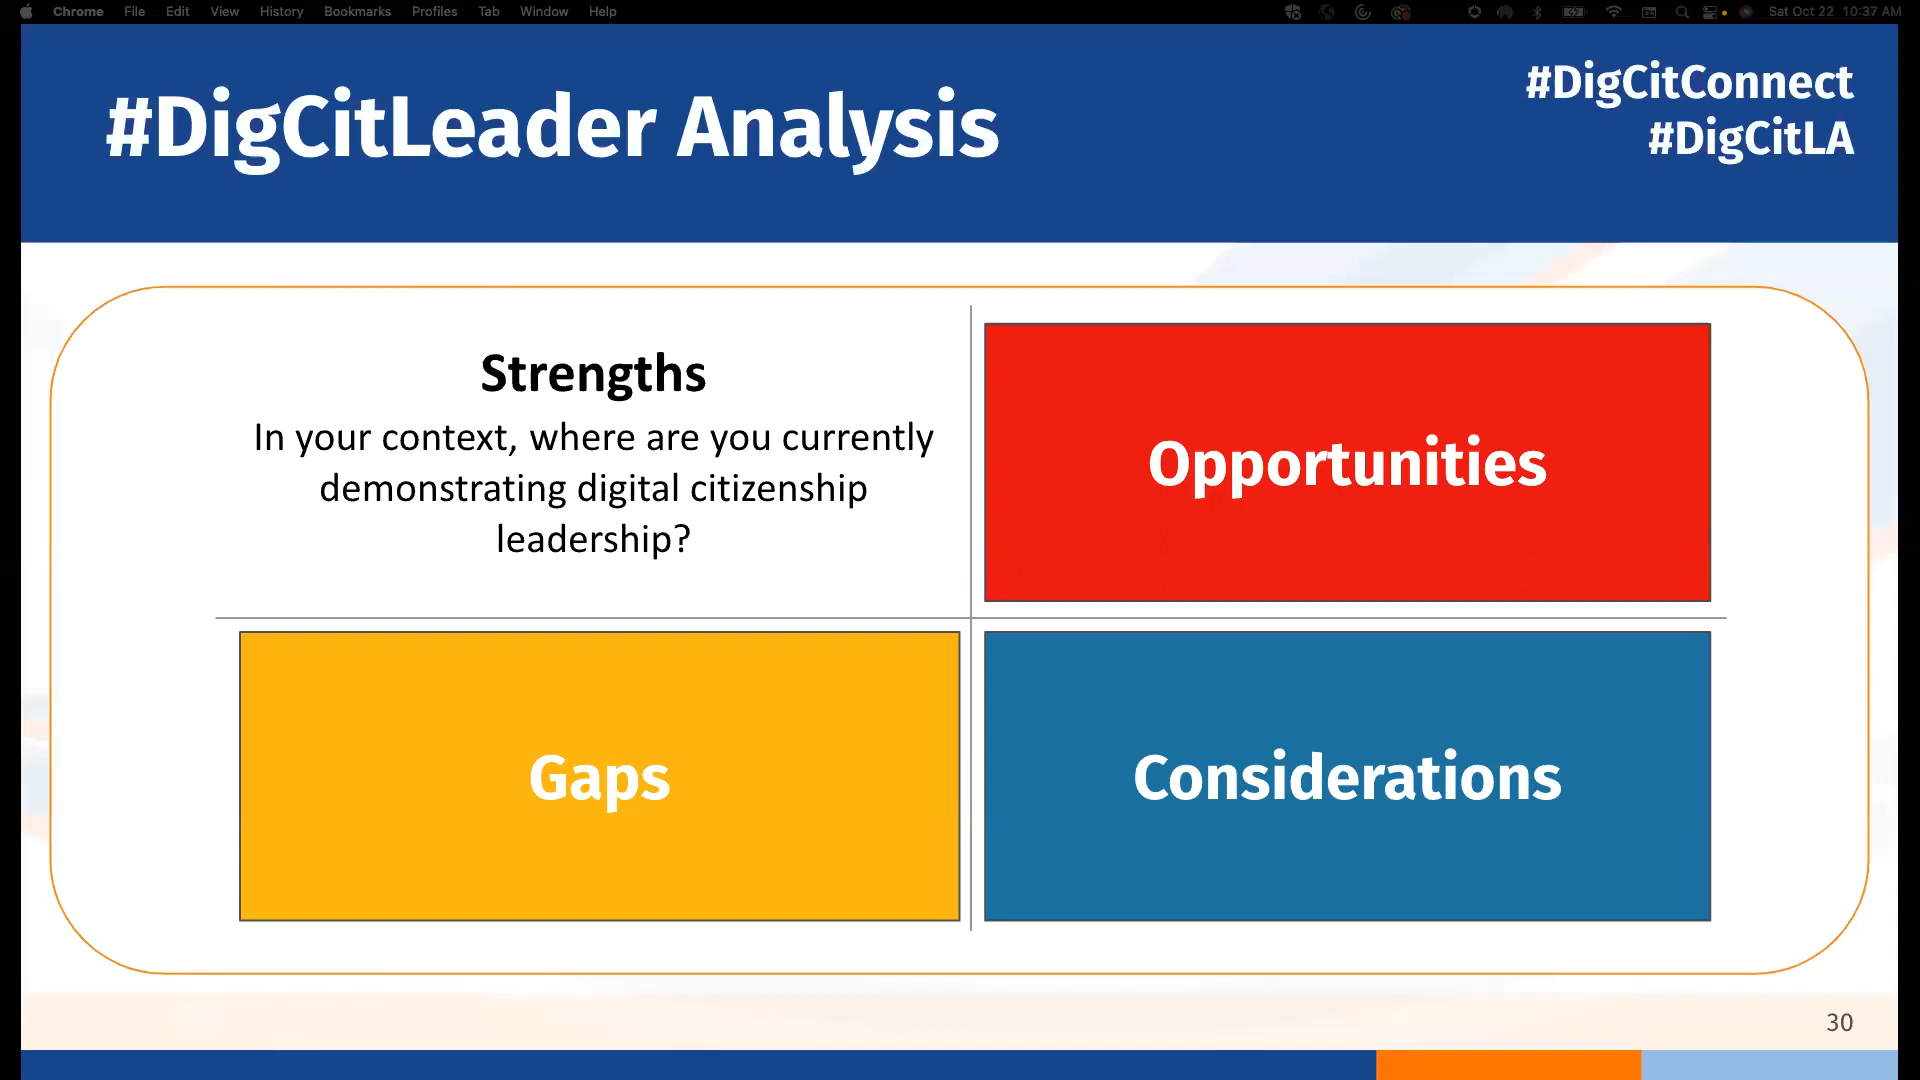 Chrome File Edit View History Bookmarks Profiles Tab Window Help
Sat Oct 22 10:37 AM
#DigCitLeader Analysis
#DigCitConnect
#DigCitLA
Strengths
In your context, where are you currently
demonstrating digital citizenship
leadership?
Opportunities
Gaps
Considerations
30